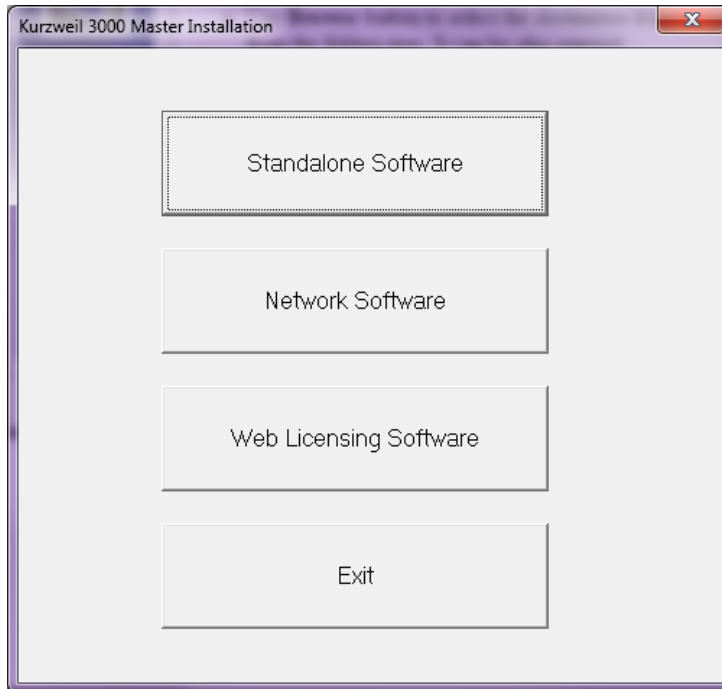 Kurzweil 3000 Master Installation
Standalone Software
Network Software
Web Licensing Software
Exit